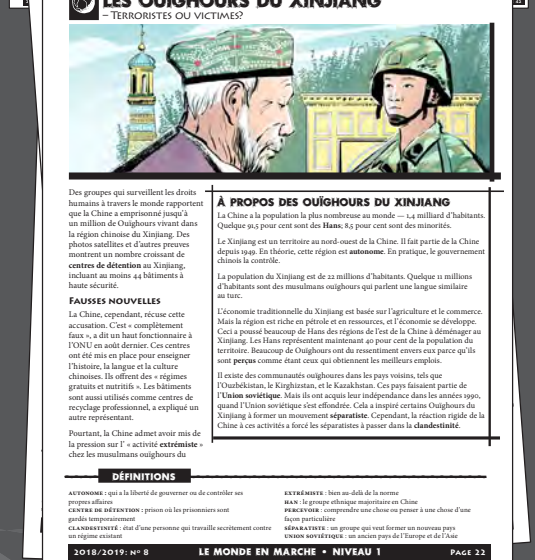 LES OUÏGHOURS DU XINJIANG
– TERRORISTES OU VICTIMES?
Des groupes qui surveillent les droits
humains à travers le monde rapportent
que la Chine a emprisonné jusqu'à
un million de Ouighours vivant dans
la région chinoise du Xinjiang. Des
photos satellites et d'autres preuves
montrent un nombre croissant de
centres de détention au Xinjiang,
incluant au moins 44 bâtiments à
haute sécurité.
FAUSSES NOUVELLES
La Chine, cependant, récuse cette
accusation. C'est « complètement
faux », a dit un haut fonctionnaire à
l'ONU en août dernier. Ces centres
ont été mis en place pour enseigner
l'histoire, la langue et la culture
chinoises. Ils offrent des « régimes
gratuits et nutritifs ». Les bâtiments
sont aussi utilisés comme centres de
recyclage professionnel, a expliqué un
autre représentant.
Pourtant, la Chine admet avoir mis de
la pression sur l' « activité extrémiste »
chez les musulmans ouighours du
À PROPOS DES OUÏGHOURS DU XINJIANG
La Chine a la population la plus nombreuse au monde — 1,4 milliard d'habitants.
Quelque 91,5 pour cent sont des Hans; 8,5 pour cent sont des minorités.
Le Xinjiang est un territoire au nord-ouest de la Chine. Il fait partie de la Chine
depuis 1949. En théorie, cette région est autonome. En pratique, le gouvernement
chinois la contrôle.
La population du Xinjiang est de 22 millions d'habitants. Quelque 11 millions
d'habitants sont des musulmans ouïghours qui parlent une langue similaire
au turc.
L'économie traditionnelle du Xinjiang est basée sur l'agriculture et le commerce.
Mais la région est riche en pétrole et en ressources, et l'économie se développe.
Ceci a poussé beaucoup de Hans des régions de l'est de la Chine à déménager au
Xinjiang. Les Hans représentent maintenant 40 pour cent de la population du
territoire. Beaucoup de Ouïghours ont du ressentiment envers eux parce qu'ils
sont perçus comme étant ceux qui obtiennent les meilleurs emplois.
Il existe des communautés ouïghoures dans les pays voisins, tels que
l'Ouzbékistan, le Kirghizstan, et le Kazakhstan. Ces pays faisaient partie de
l'Union soviétique. Mais ils ont acquis leur indépendance dans les années 1990,
quand l'Union soviétique s'est effondrée. Cela a inspiré certains Ouïghours du
Xinjiang à former un mouvement séparatiste. Cependant, la réaction rigide de la
Chine à ces activités a forcé les séparatistes à passer dans la clandestinité.
DÉFINITIONS
AUTONOME : qui a la liberté de gouverner ou de contrôler ses
propres affaires
CENTRE DE DÉTENTION : prison où les prisonniers sont
gardés temporairement
CLANDESTINITÉ : état d'une personne qui travaille secrètement contre
un régime existant
EXTRÉMISTE : bien au-delà de la norme
HAN : le groupe ethnique majoritaire en Chine
PERCEVOIR : comprendre une chose ou penser à une chose d'une
façon particulière
SÉPARATISTE : un groupe qui veut former un nouveau pays
UNION SOVIÉTIQUE : un ancien pays de l'Europe et de l'Asie
2018/2019: Nº 8 LE MONDE EN MARCHE • NIVEAU 1 PAGE 22